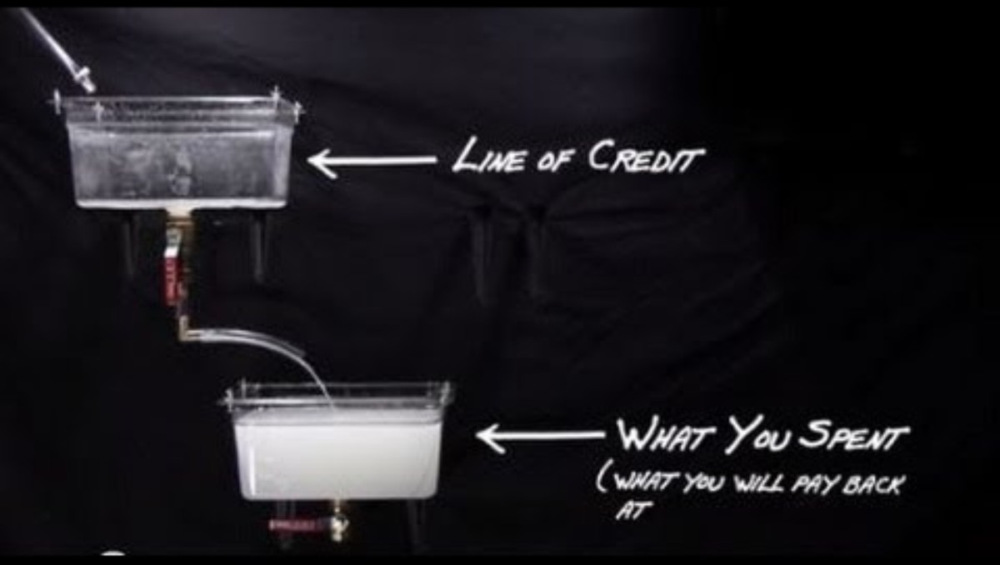 LINE OF CREDIT
WHAT YOU SPENT
(WHAT YOU WILL PAY BACK
AT